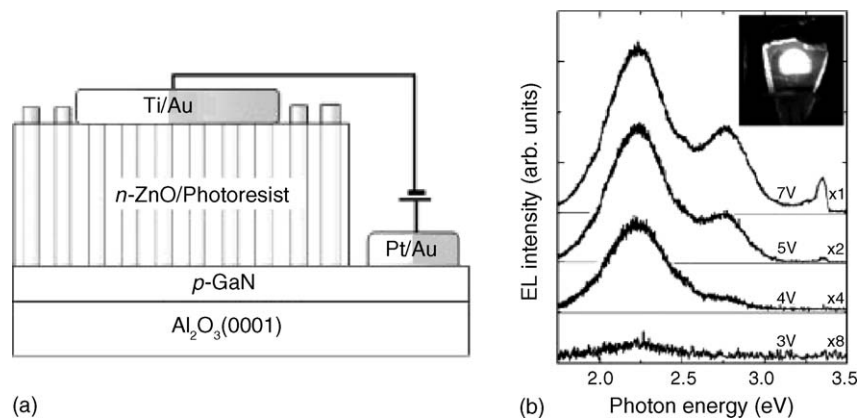 Ti/Au
n-ZnO/Photoresist
Pt/Au
p-GaN
Al₂O₃(0001)
(a)
EL intensity (arb. units)
7V x1
5V x2
4V x4
3V x8
2.0 2.5 3.0 3.5
Photon energy (eV)
(b)